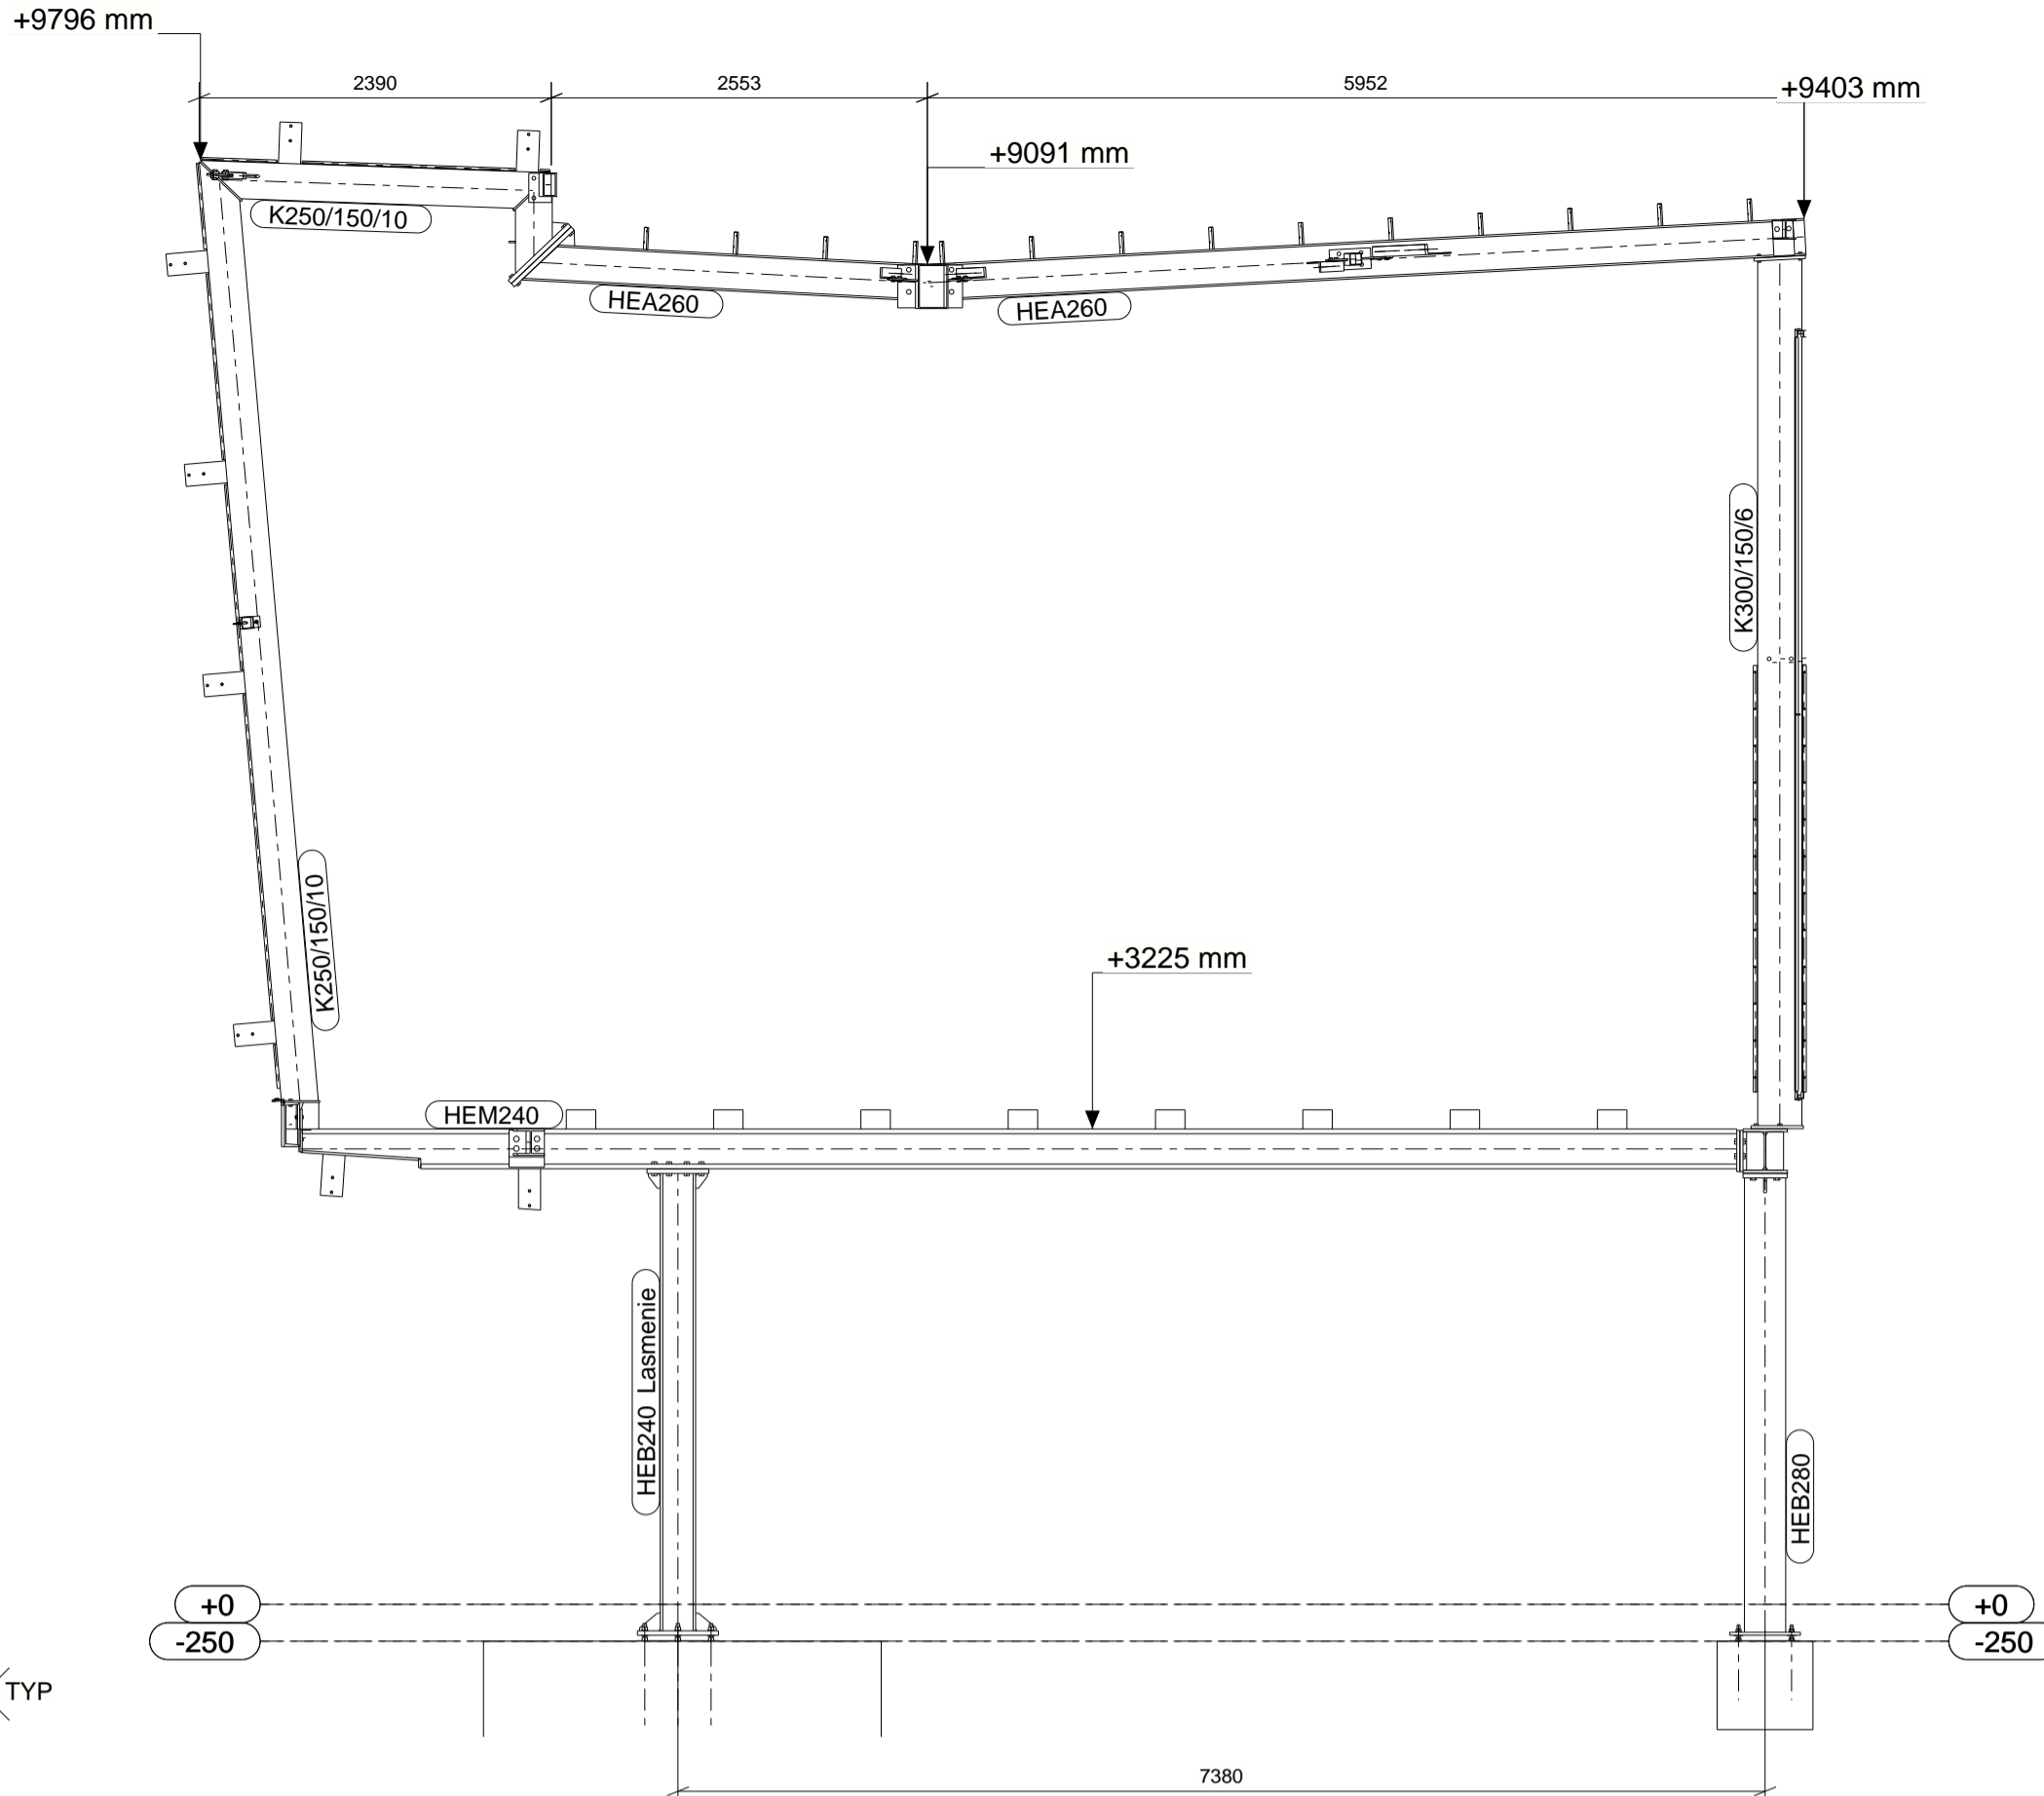 +9796 mm
2390
2553
5952
+9403 mm
+9091 mm
K250/150/10
HEA260
HEA260
K300/150/6
K250/150/10
+3225 mm
HEM240
HEB240 Lasmenie
HEB280
+0
+0
-250
-250
TYP
7380